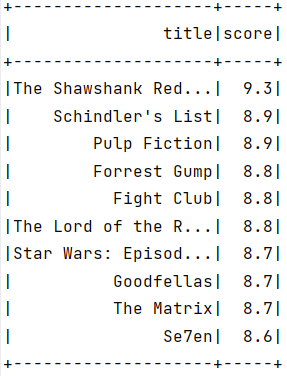 +--------------------+-----+
|               title|score|
+--------------------+-----+
|The Shawshank Red...|  9.3|
|    Schindler's List|  8.9|
|        Pulp Fiction|  8.9|
|        Forrest Gump|  8.8|
|          Fight Club|  8.8|
|The Lord of the R...|  8.8|
|Star Wars: Episod...|  8.7|
|          Goodfellas|  8.7|
|          The Matrix|  8.7|
|               Se7en|  8.6|
+--------------------+-----+